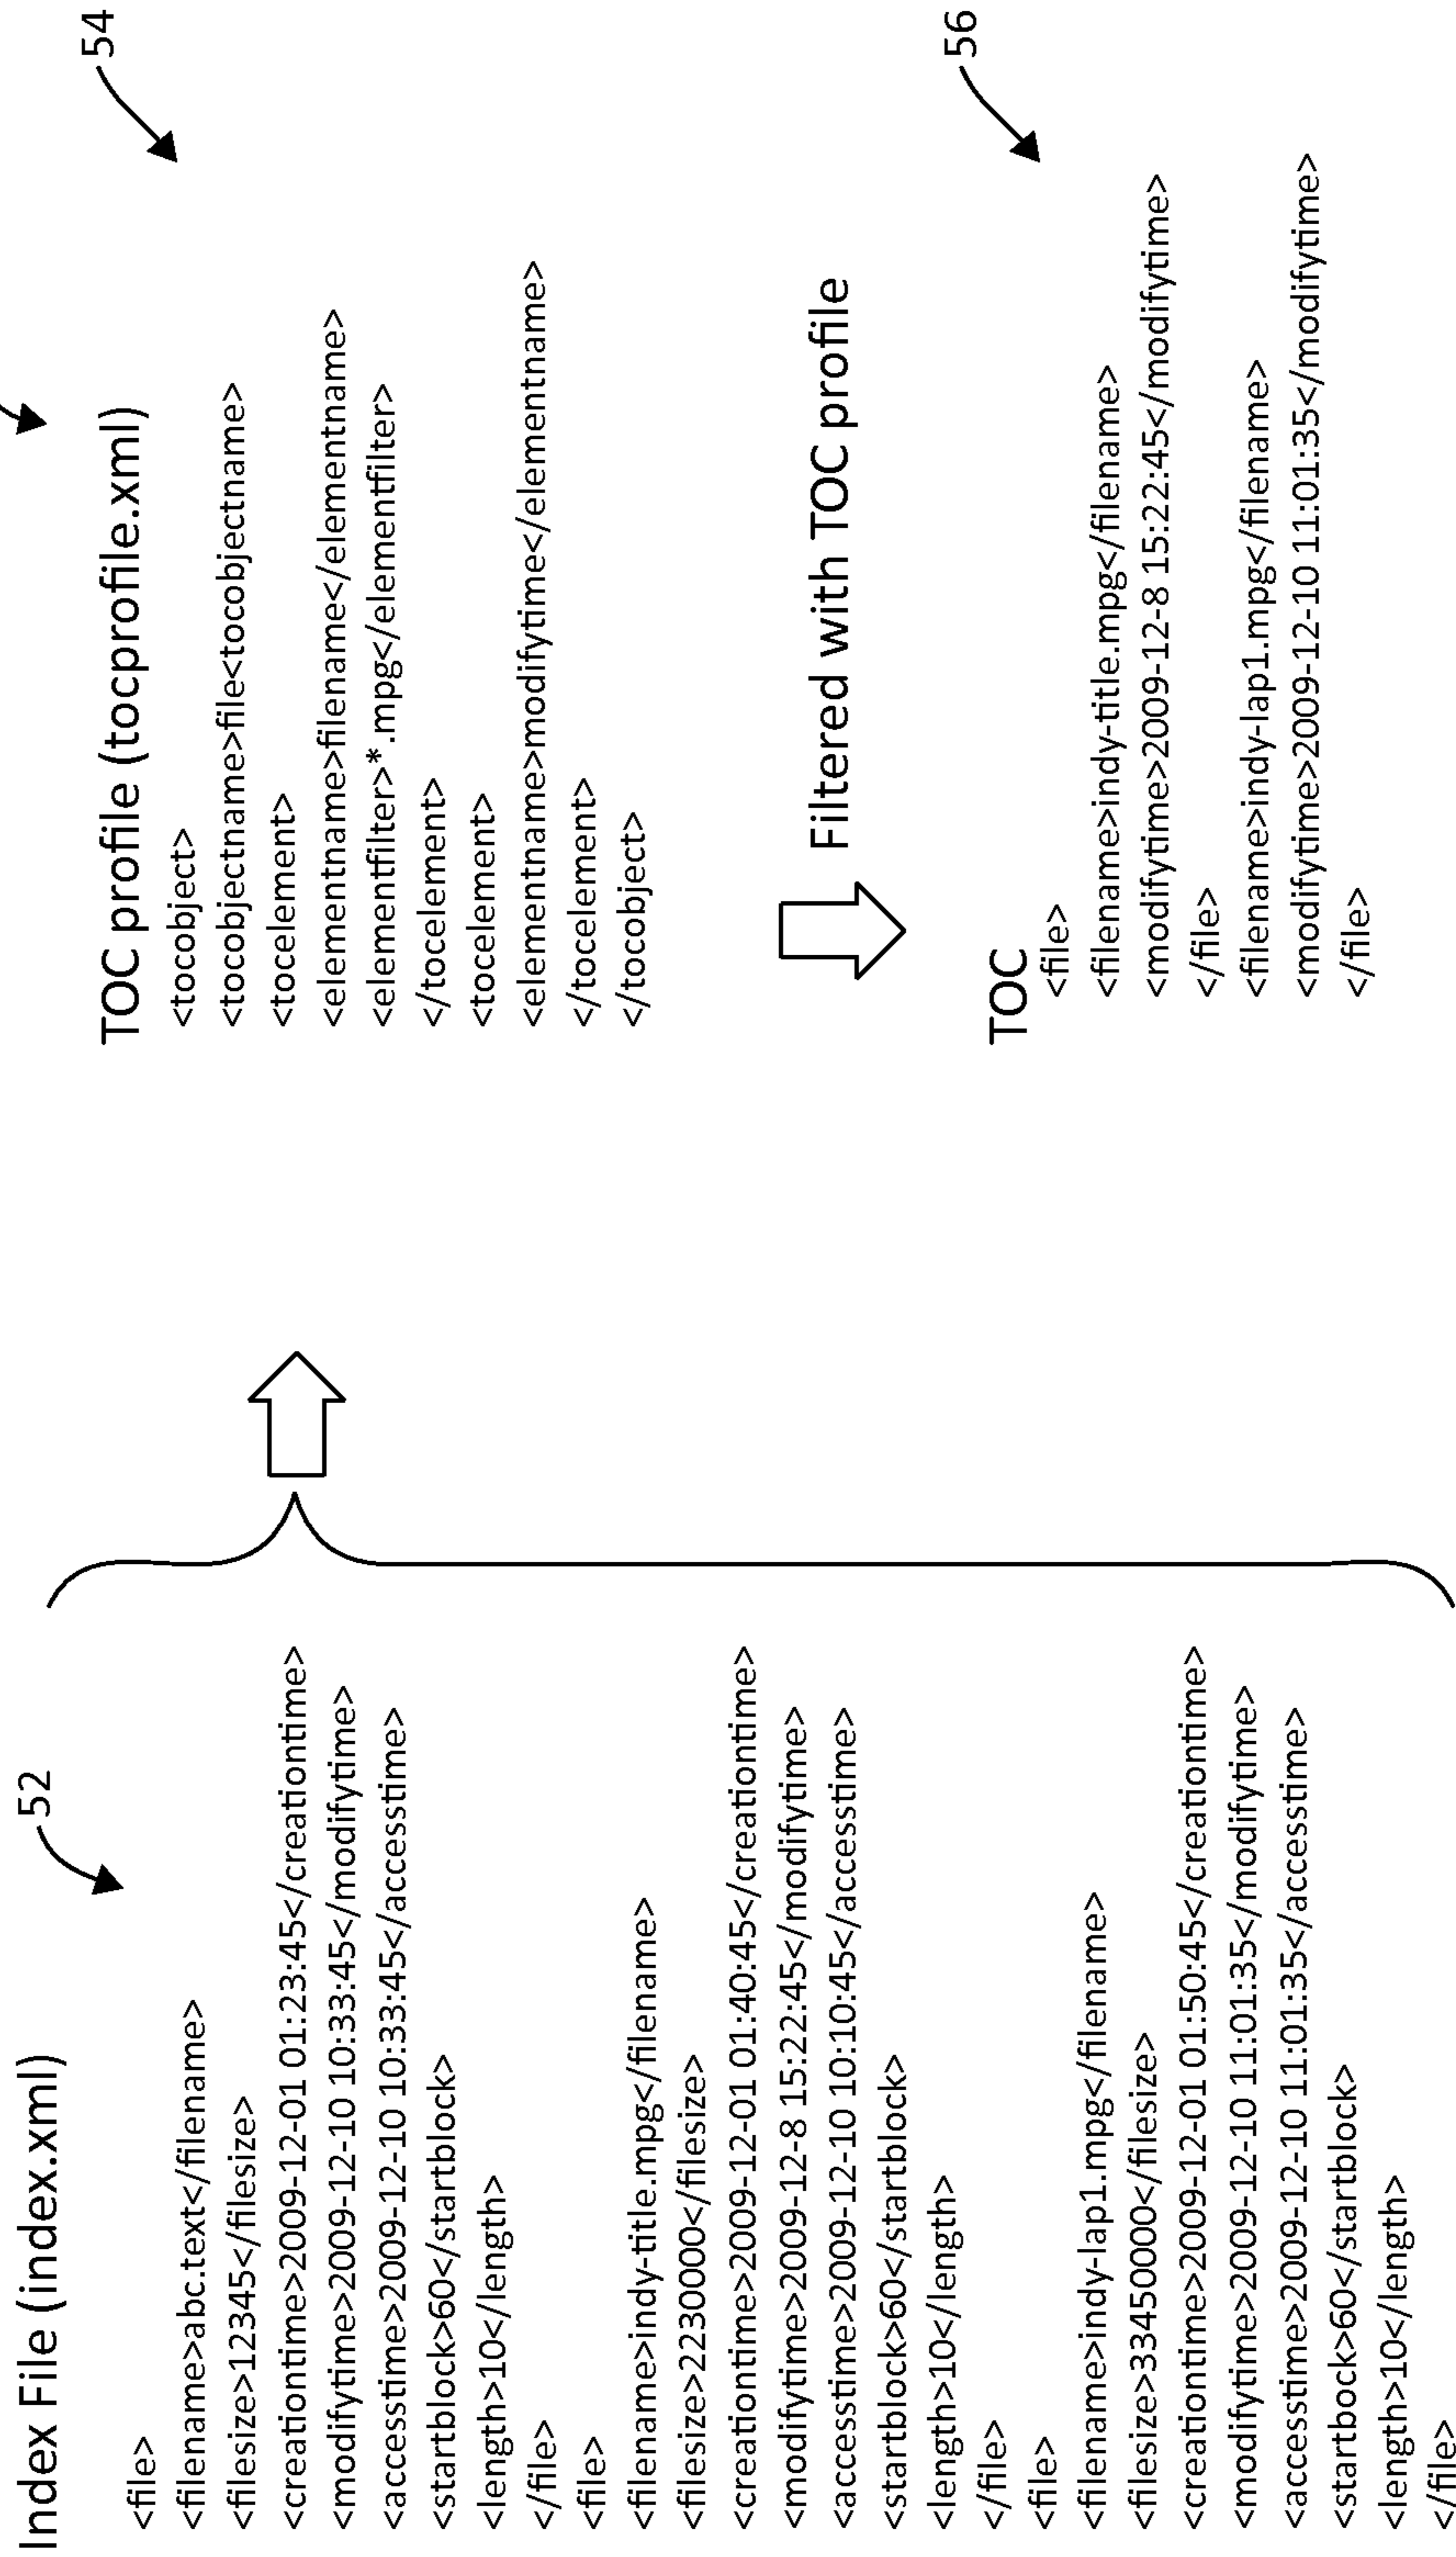 Index File (index.xml)
52
<file>
<filename>abc.text</filename>
<filesize>12345</filesize>
<creationtime>2009-12-01 01:23:45</creationtime>
<modifytime>2009-12-10 10:33:45</modifytime>
<accesstime>2009-12-10 10:33:45</accesstime>
<startblock>60</startblock>
<length>10</length>
</file>
<file>
<filename>indy-title.mpg</filename>
<filesize>2230000</filesize>
<creationtime>2009-12-01 01:40:45</creationtime>
<modifytime>2009-12-8 15:22:45</modifytime>
<accesstime>2009-12-10 10:10:45</accesstime>
<startblock>60</startblock>
<length>10</length>
</file>
<file>
<filename>indy-lap1.mpg</filename>
<filesize>33450000</filesize>
<creationtime>2009-12-01 01:50:45</creationtime>
<modifytime>2009-12-10 11:01:35</modifytime>
<accesstime>2009-12-10 11:01:35</accesstime>
<startbock>60</startblock>
<length>10</length>
</file>
54
TOC profile (tocprofile.xml)
<tocobject>
<tocobjectname>file<tocobjectname>
<tocelement>
<elementname>filename</elementname>
<elementfilter>*.mpg</elementfilter>
</tocelement>
<tocelement>
<elementname>modifytime</elementname>
</tocelement>
</tocobject>
Filtered with TOC profile
56
TOC
<file>
<filename>indy-title.mpg</filename>
<modifytime>2009-12-8 15:22:45</modifytime>
</file>
<filename>indy-lap1.mpg</filename>
<modifytime>2009-12-10 11:01:35</modifytime>
</file>